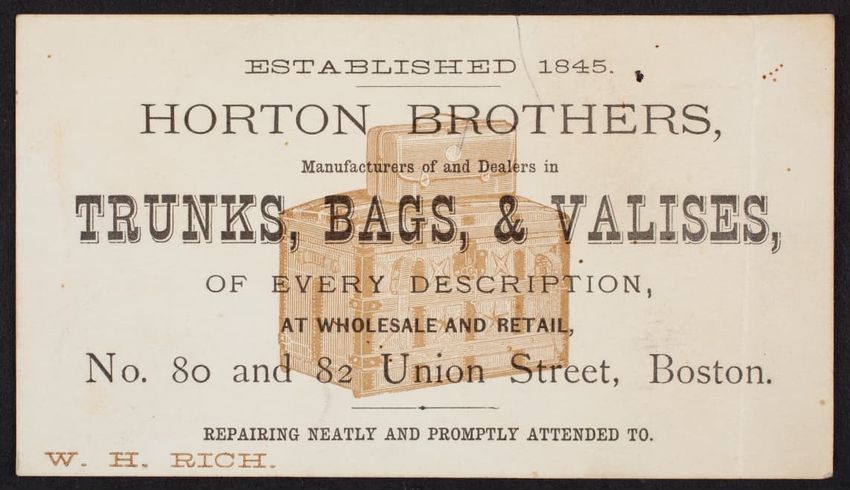 ESTABLISHED 1845.
HORTON BROTHERS,
Manufacturers of and Dealers in
TRUNKS, BAGS, & VALISES,
OF EVERY DESCRIPTION,
AT WHOLESALE AND RETAIL,
No. 80 and 82 Union Street, Boston.
REPAIRING NEATLY AND PROMPTLY ATTENDED TO.
W. H. RICH.